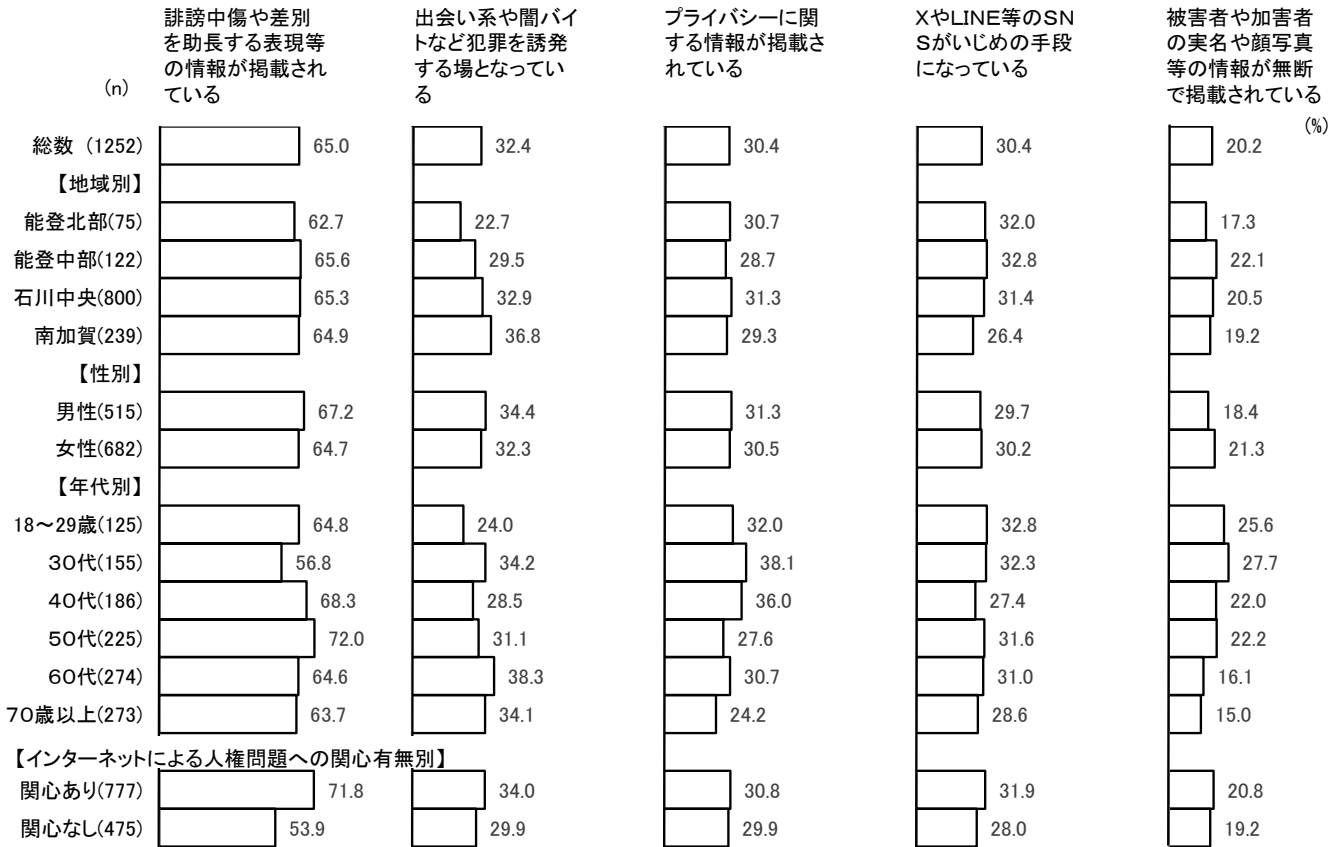 誹謗中傷や差別
を助長する表現等
の情報が掲載され
ている
出会い系や闇バイ
トなど犯罪を誘発
する場となってい
る
プライバシーに関
する情報が掲載さ
れている
XやLINE等のSN
Sがいじめの手段
になっている
被害者や加害者
の実名や顔写真
等の情報が無断
で掲載されている
(n)
(%)
総数 (1252) 65.0 32.4 30.4 30.4 20.2
【地域別】
能登北部(75) 62.7 22.7 30.7 32.0 17.3
能登中部(122) 65.6 29.5 28.7 32.8 22.1
石川中央(800) 65.3 32.9 31.3 31.4 20.5
南加賀(239) 64.9 36.8 29.3 26.4 19.2
【性別】
男性(515) 67.2 34.4 31.3 29.7 18.4
女性(682) 64.7 32.3 30.5 30.2 21.3
【年代別】
18～29歳(125) 64.8 24.0 32.0 32.8 25.6
30代(155) 56.8 34.2 38.1 32.3 27.7
40代(186) 68.3 28.5 36.0 27.4 22.0
50代(225) 72.0 31.1 27.6 31.6 22.2
60代(274) 64.6 38.3 30.7 31.0 16.1
70歳以上(273) 63.7 34.1 24.2 28.6 15.0
【インターネットによる人権問題への関心有無別】
関心あり(777) 71.8 34.0 30.8 31.9 20.8
関心なし(475) 53.9 29.9 29.9 28.0 19.2